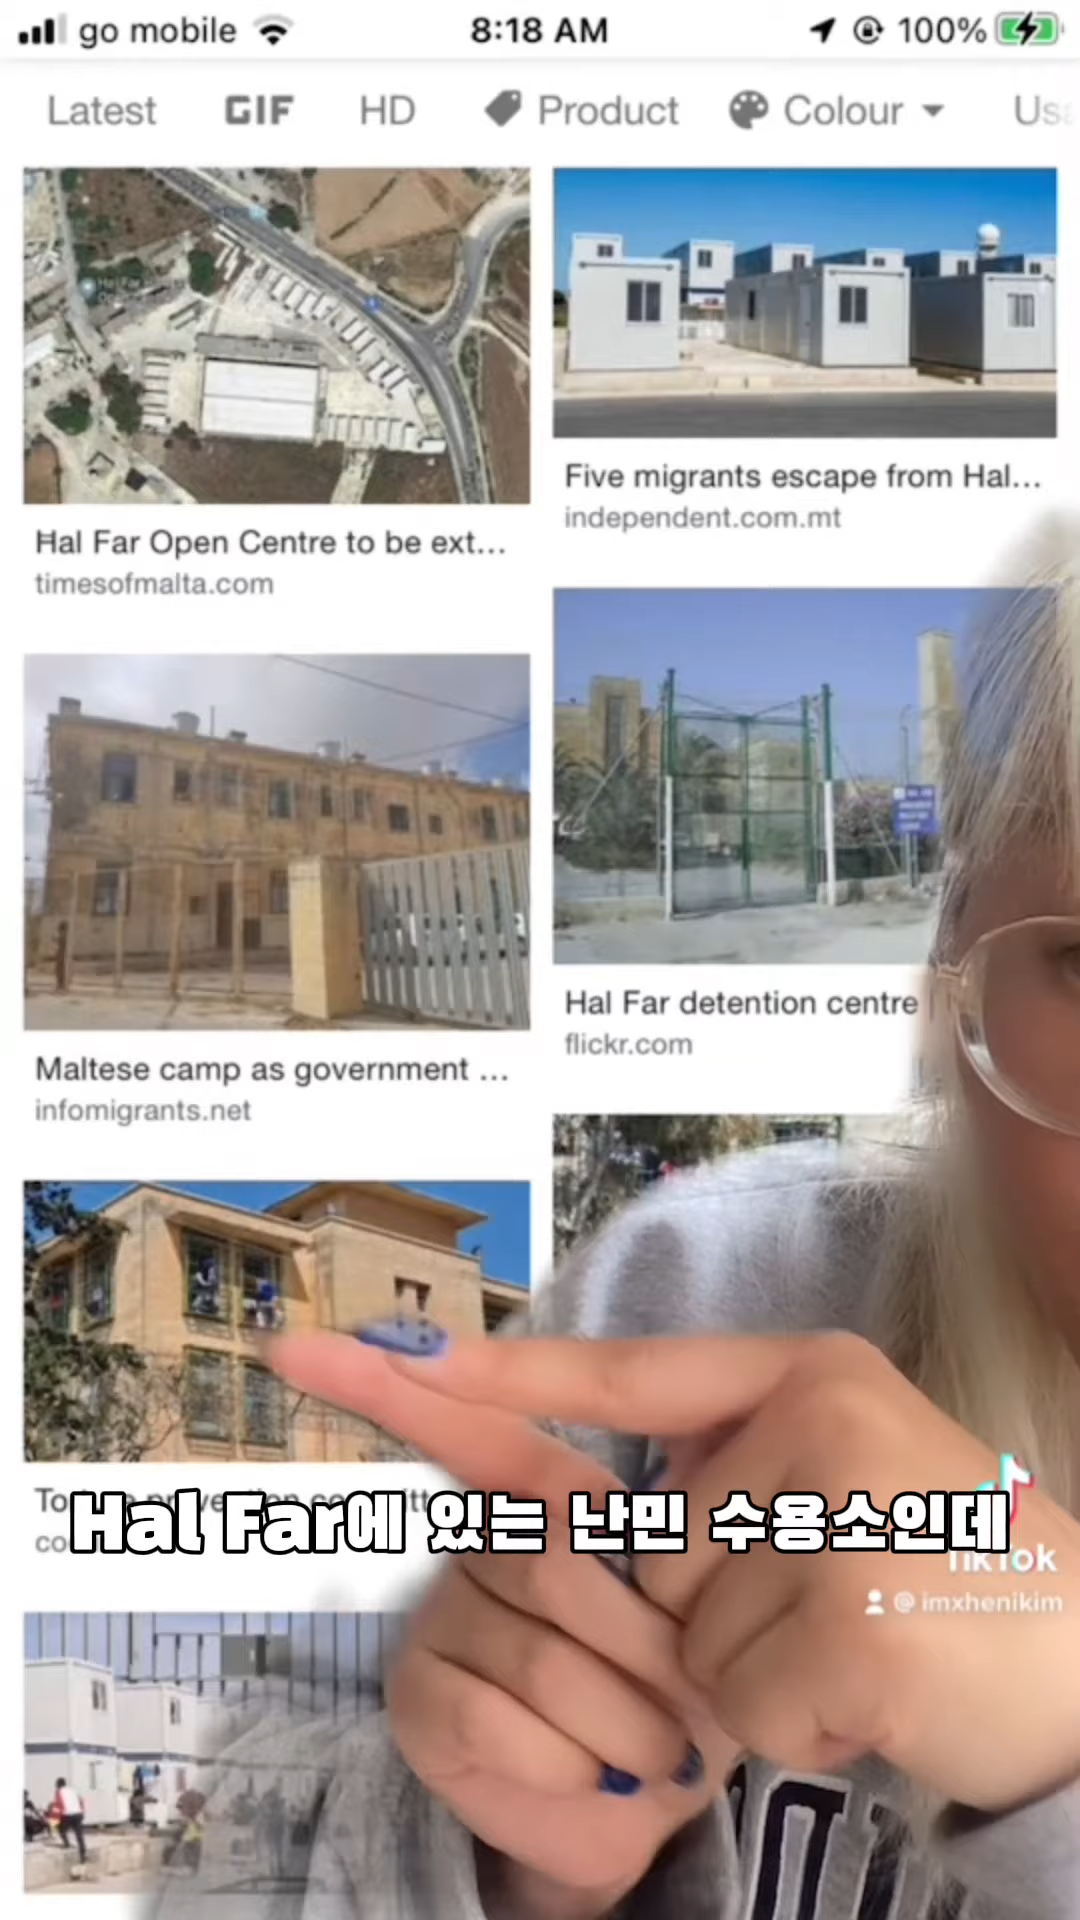 go mobile 8:18 AM 100%
Latest GIF HD Product Colour
Ħal Far Open Centre to be ext...
timesofmalta.com
Five migrants escape from Hal...
independent.com.mt
Maltese camp as government ...
infomigrants.net
Hal Far detention centre
flickr.com
Hal Far에 있는 난민 수용소인데
TikTok
@imxhenikim